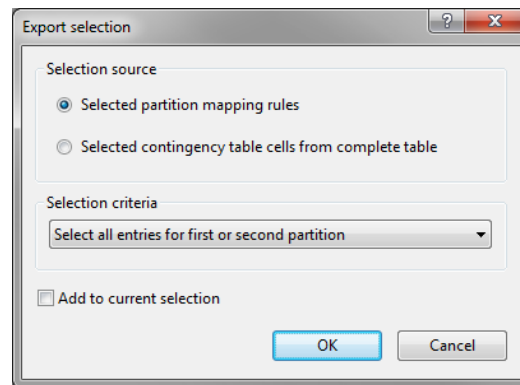 Export selection
?
Selection source
Selected partition mapping rules
Selected contingency table cells from complete table
Selection criteria
Select all entries for first or second partition
Add to current selection
OK
Cancel